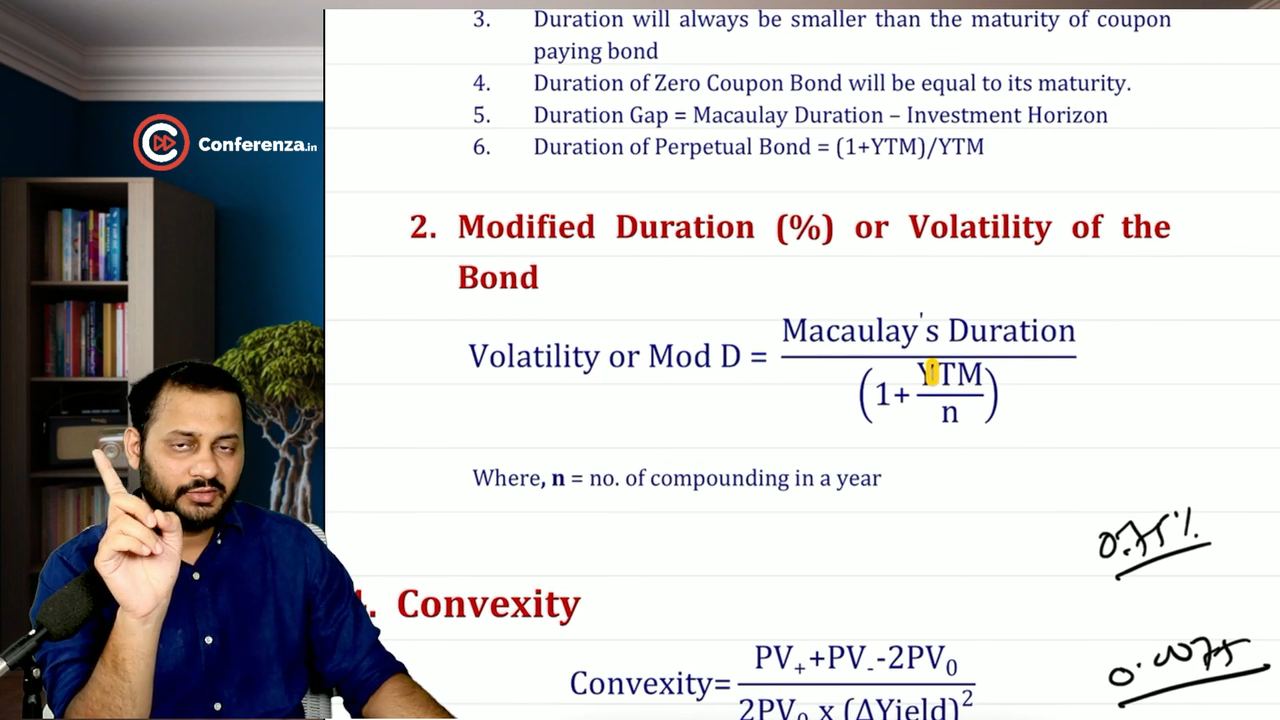 3. Duration will always be smaller than the maturity of coupon
paying bond
4. Duration of Zero Coupon Bond will be equal to its maturity.
5. Duration Gap = Macaulay Duration – Investment Horizon
6. Duration of Perpetual Bond = (1+YTM)/YTM
Conferenza.in
2. Modified Duration (%) or Volatility of the
Bond
Volatility or Mod D = Macaulay's Duration
(1+ YTM
n )
Where, n = no. of compounding in a year
0.75%
. Convexity
0.0075
Convexity= PV₊+PV₋-2PV₀
2PV₀ x (ΔYield)²